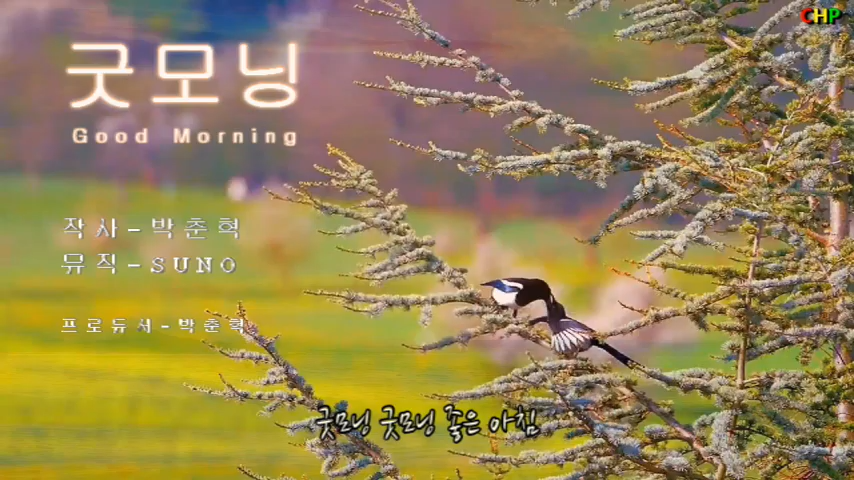 CHP
굿모닝
Good Morning
작사-박춘혁
뮤직-SUNO
프로듀서-박춘혁
굿모닝 굿모닝 좋은 아침